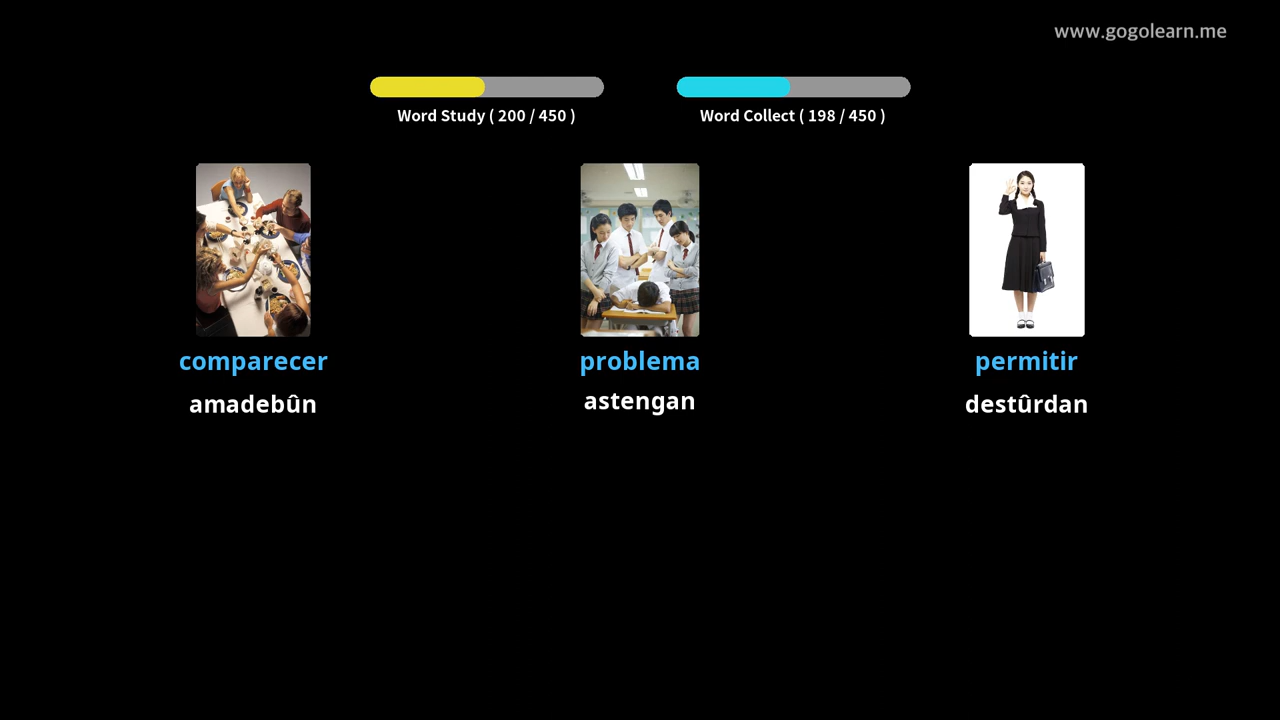 www.gogolearn.me
Word Study ( 200 / 450 )
Word Collect ( 198 / 450 )
comparecer
problema
permitir
amadebûn
astengan
destûrdan